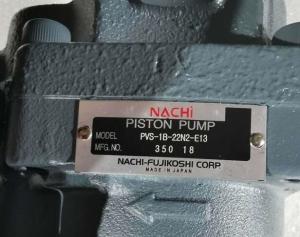 NACHi
PISTON PUMP
MODEL PVS-1B-22N2-E13
MFG.NO. 350 18
NACHI-FUJIKOSHI CORP.
MADE IN JAPAN